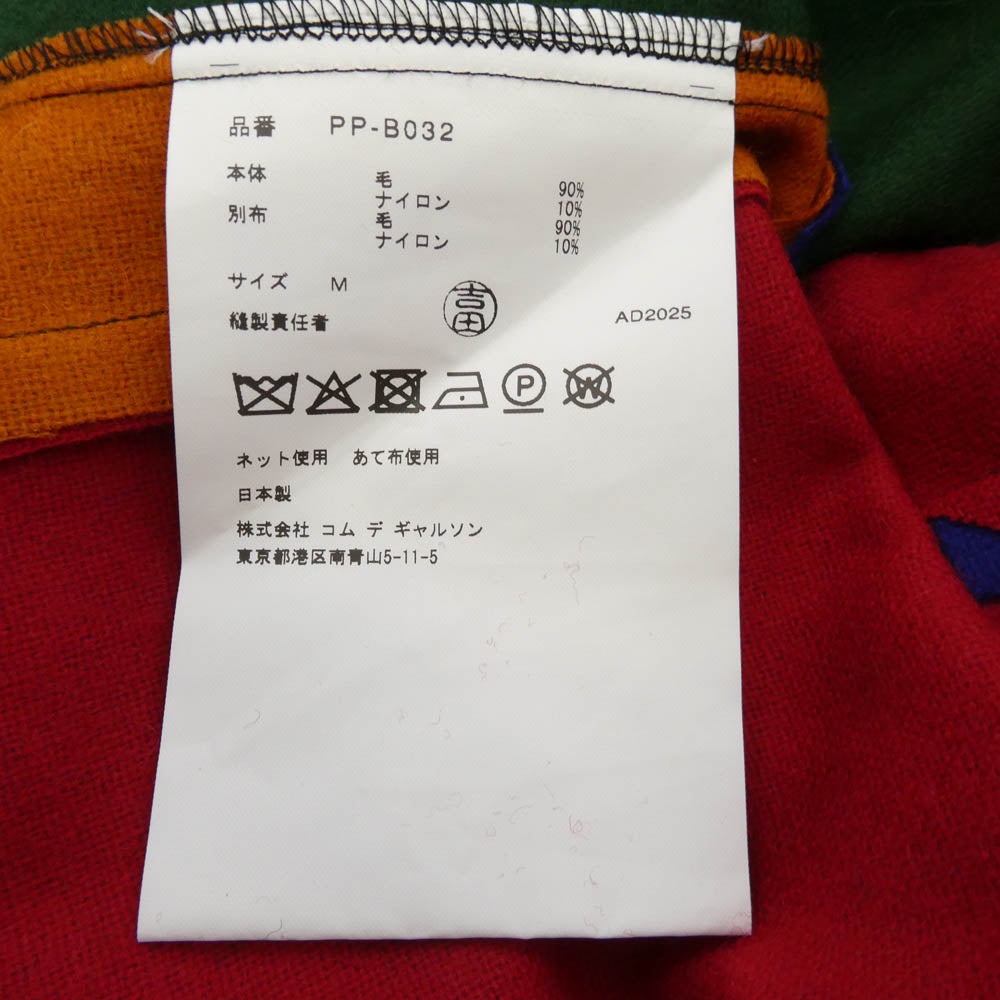 品番 PP-B032
本体 毛 90%
ナイロン 10%
別布 毛 90%
ナイロン 10%
サイズ M
縫製責任者 吉田 AD2025
P W
ネット使用 あて布使用
日本製
株式会社 コム デ ギャルソン
東京都港区南青山5-11-5